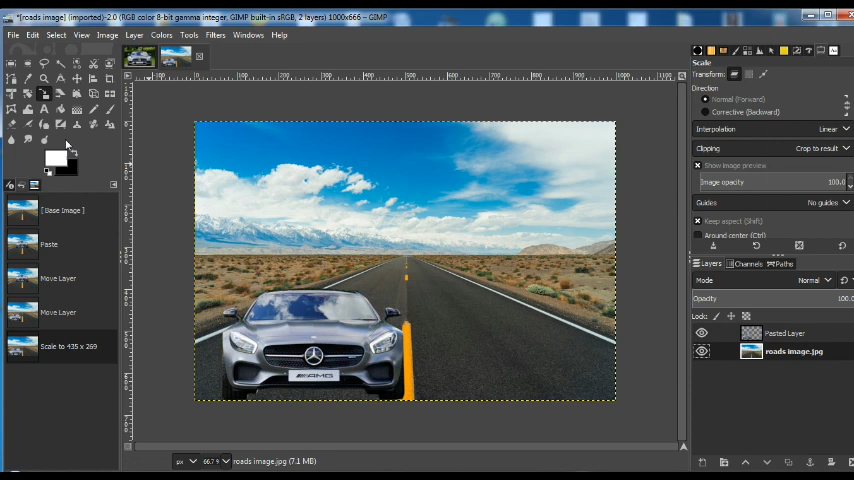 *[roads image] (imported)-2.0 (RGB color 8-bit gamma integer, GIMP built-in sRGB, 2 layers) 1000x666 – GIMP
File Edit Select View Image Layer Colors Tools Filters Windows Help
Scale
Transform:
Direction
Normal (Forward)
Corrective (Backward)
Interpolation Linear
Clipping Crop to result
Show image preview
Image opacity 100.0
Guides No guides
Keep aspect (Shift)
Around center (Ctrl)
Layers Channels Paths
Mode Normal
Opacity 100.0
Lock:
Pasted Layer
roads image.jpg
[ Base Image ]
Paste
Move Layer
Move Layer
Scale to 435 x 269
AMG
px 66.7 % roads image.jpg (7.1 MB)